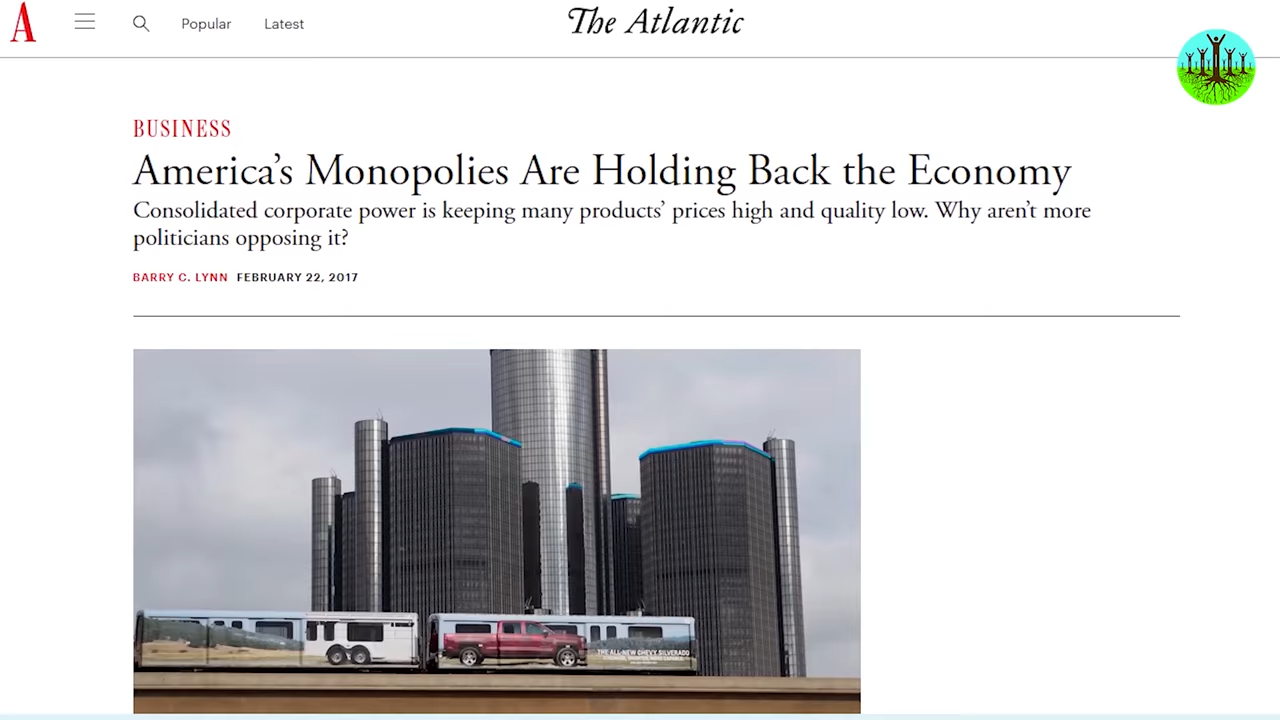 A
Popular
Latest
The Atlantic
BUSINESS
America’s Monopolies Are Holding Back the Economy
Consolidated corporate power is keeping many products’ prices high and quality low. Why aren’t more
politicians opposing it?
BARRY C. LYNN FEBRUARY 22, 2017
THE ALL-NEW CHEVY SILVERADO